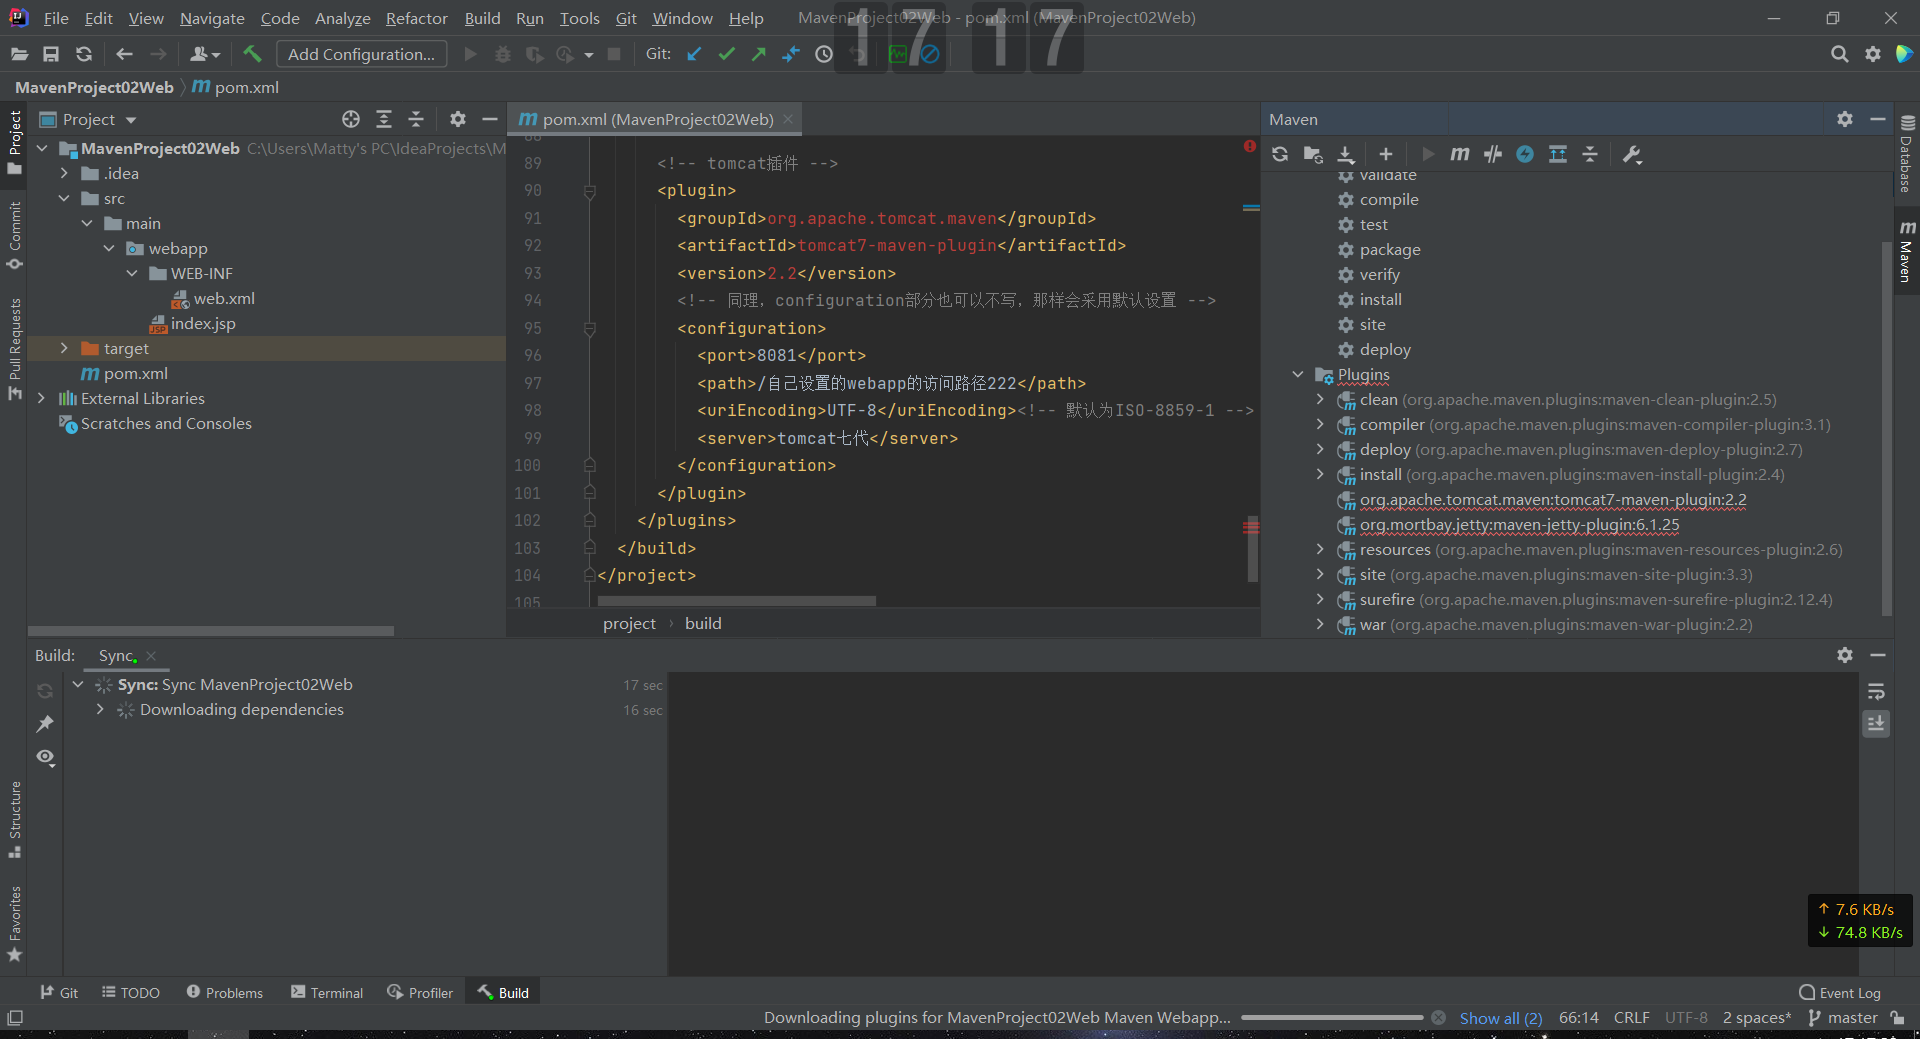 File Edit View Navigate Code Analyze Refactor Build Run Tools Git Window Help MavenProject02Web - pom.xml (MavenProject02Web)
17 17
Add Configuration... Git:
MavenProject02Web pom.xml
Project
Commit
Pull Requests
Structure
Favorites
Project
MavenProject02Web C:\Users\Matty's PC\IdeaProjects\M
.idea
src
main
webapp
WEB-INF
web.xml
index.jsp
target
pom.xml
External Libraries
Scratches and Consoles
pom.xml (MavenProject02Web)
88
89 <!-- tomcat插件 -->
90 <plugin>
91 <groupId>org.apache.tomcat.maven</groupId>
92 <artifactId>tomcat7-maven-plugin</artifactId>
93 <version>2.2</version>
94 <!-- 同理，configuration部分也可以不写，那样会采用默认设置 -->
95 <configuration>
96 <port>8081</port>
97 <path>/自己设置的webapp的访问路径222</path>
98 <uriEncoding>UTF-8</uriEncoding><!-- 默认为ISO-8859-1 -->
99 <server>tomcat七代</server>
100 </configuration>
101 </plugin>
102 </plugins>
103 </build>
104 </project>
105
project › build
Maven
validate
compile
test
package
verify
install
site
deploy
Plugins
clean (org.apache.maven.plugins:maven-clean-plugin:2.5)
compiler (org.apache.maven.plugins:maven-compiler-plugin:3.1)
deploy (org.apache.maven.plugins:maven-deploy-plugin:2.7)
install (org.apache.maven.plugins:maven-install-plugin:2.4)
org.apache.tomcat.maven:tomcat7-maven-plugin:2.2
org.mortbay.jetty:maven-jetty-plugin:6.1.25
resources (org.apache.maven.plugins:maven-resources-plugin:2.6)
site (org.apache.maven.plugins:maven-site-plugin:3.3)
surefire (org.apache.maven.plugins:maven-surefire-plugin:2.12.4)
war (org.apache.maven.plugins:maven-war-plugin:2.2)
Database
Maven
Build: Sync
Sync: Sync MavenProject02Web 17 sec
Downloading dependencies 16 sec
↑ 7.6 KB/s
↓ 74.8 KB/s
Git TODO Problems Terminal Profiler Build Event Log
Downloading plugins for MavenProject02Web Maven Webapp... Show all (2) 66:14 CRLF UTF-8 2 spaces* master